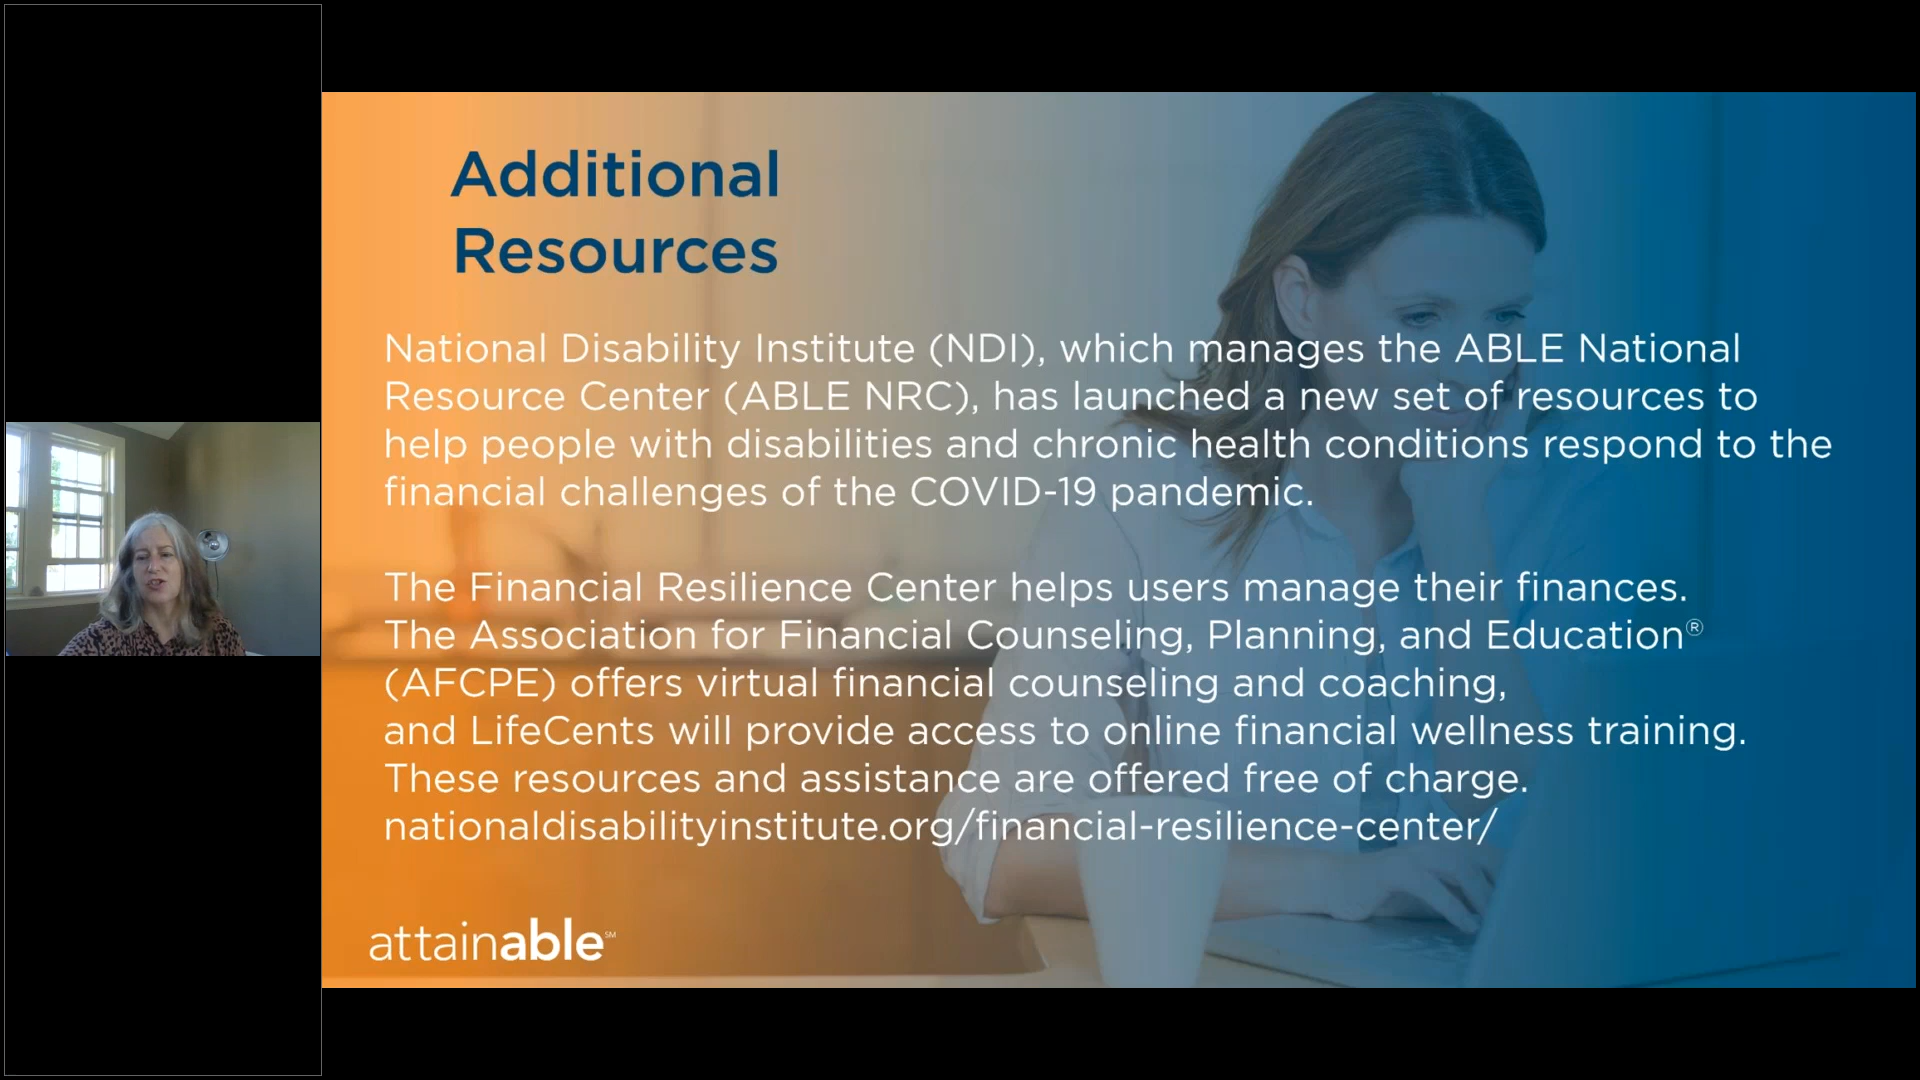 Additional
Resources
National Disability Institute (NDI), which manages the ABLE National
Resource Center (ABLE NRC), has launched a new set of resources to
help people with disabilities and chronic health conditions respond to the
financial challenges of the COVID-19 pandemic.
The Financial Resilience Center helps users manage their finances.
The Association for Financial Counseling, Planning, and Education®
(AFCPE) offers virtual financial counseling and coaching,
and LifeCents will provide access to online financial wellness training.
These resources and assistance are offered free of charge.
nationaldisabilityinstitute.org/financial-resilience-center/
attainable℠